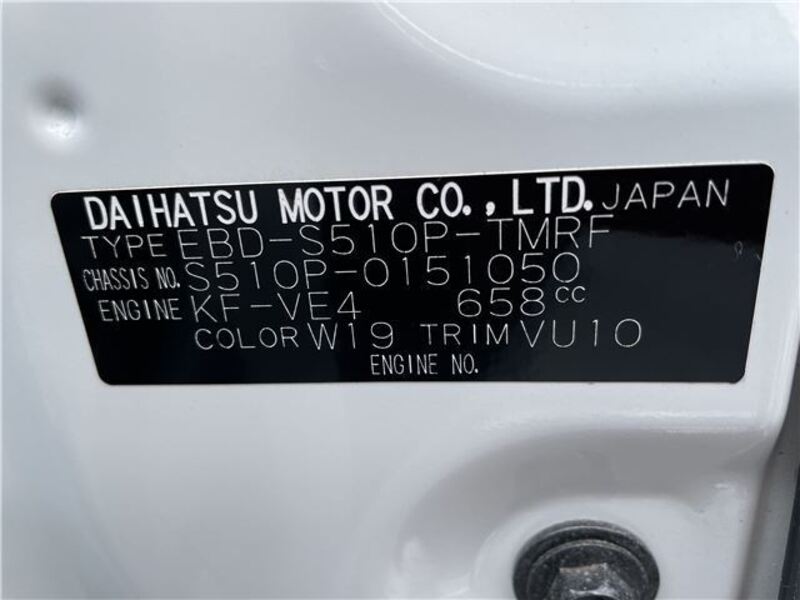 DAIHATSU MOTOR CO., LTD. JAPAN
TYPE EBD-S510P-TMRF
CHASSIS NO. S510P-0151050
ENGINE KF-VE4 658cc
COLOR W19 TRIM VU10
ENGINE NO.